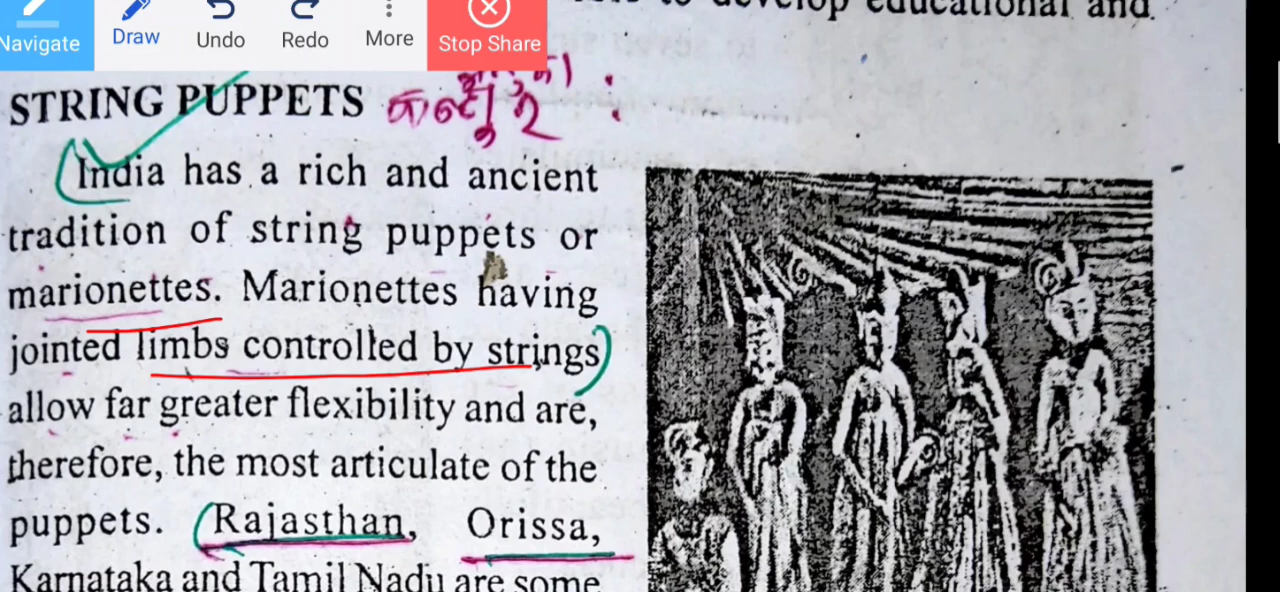 develop educational and
Navigate Draw Undo Redo More Stop Share
STRING PUPPETS
India has a rich and ancient
tradition of string puppets or
marionettes. Marionettes having
jointed limbs controlled by strings
allow far greater flexibility and are,
therefore, the most articulate of the
puppets. Rajasthan, Orissa,
Karnataka and Tamil Nadu are some